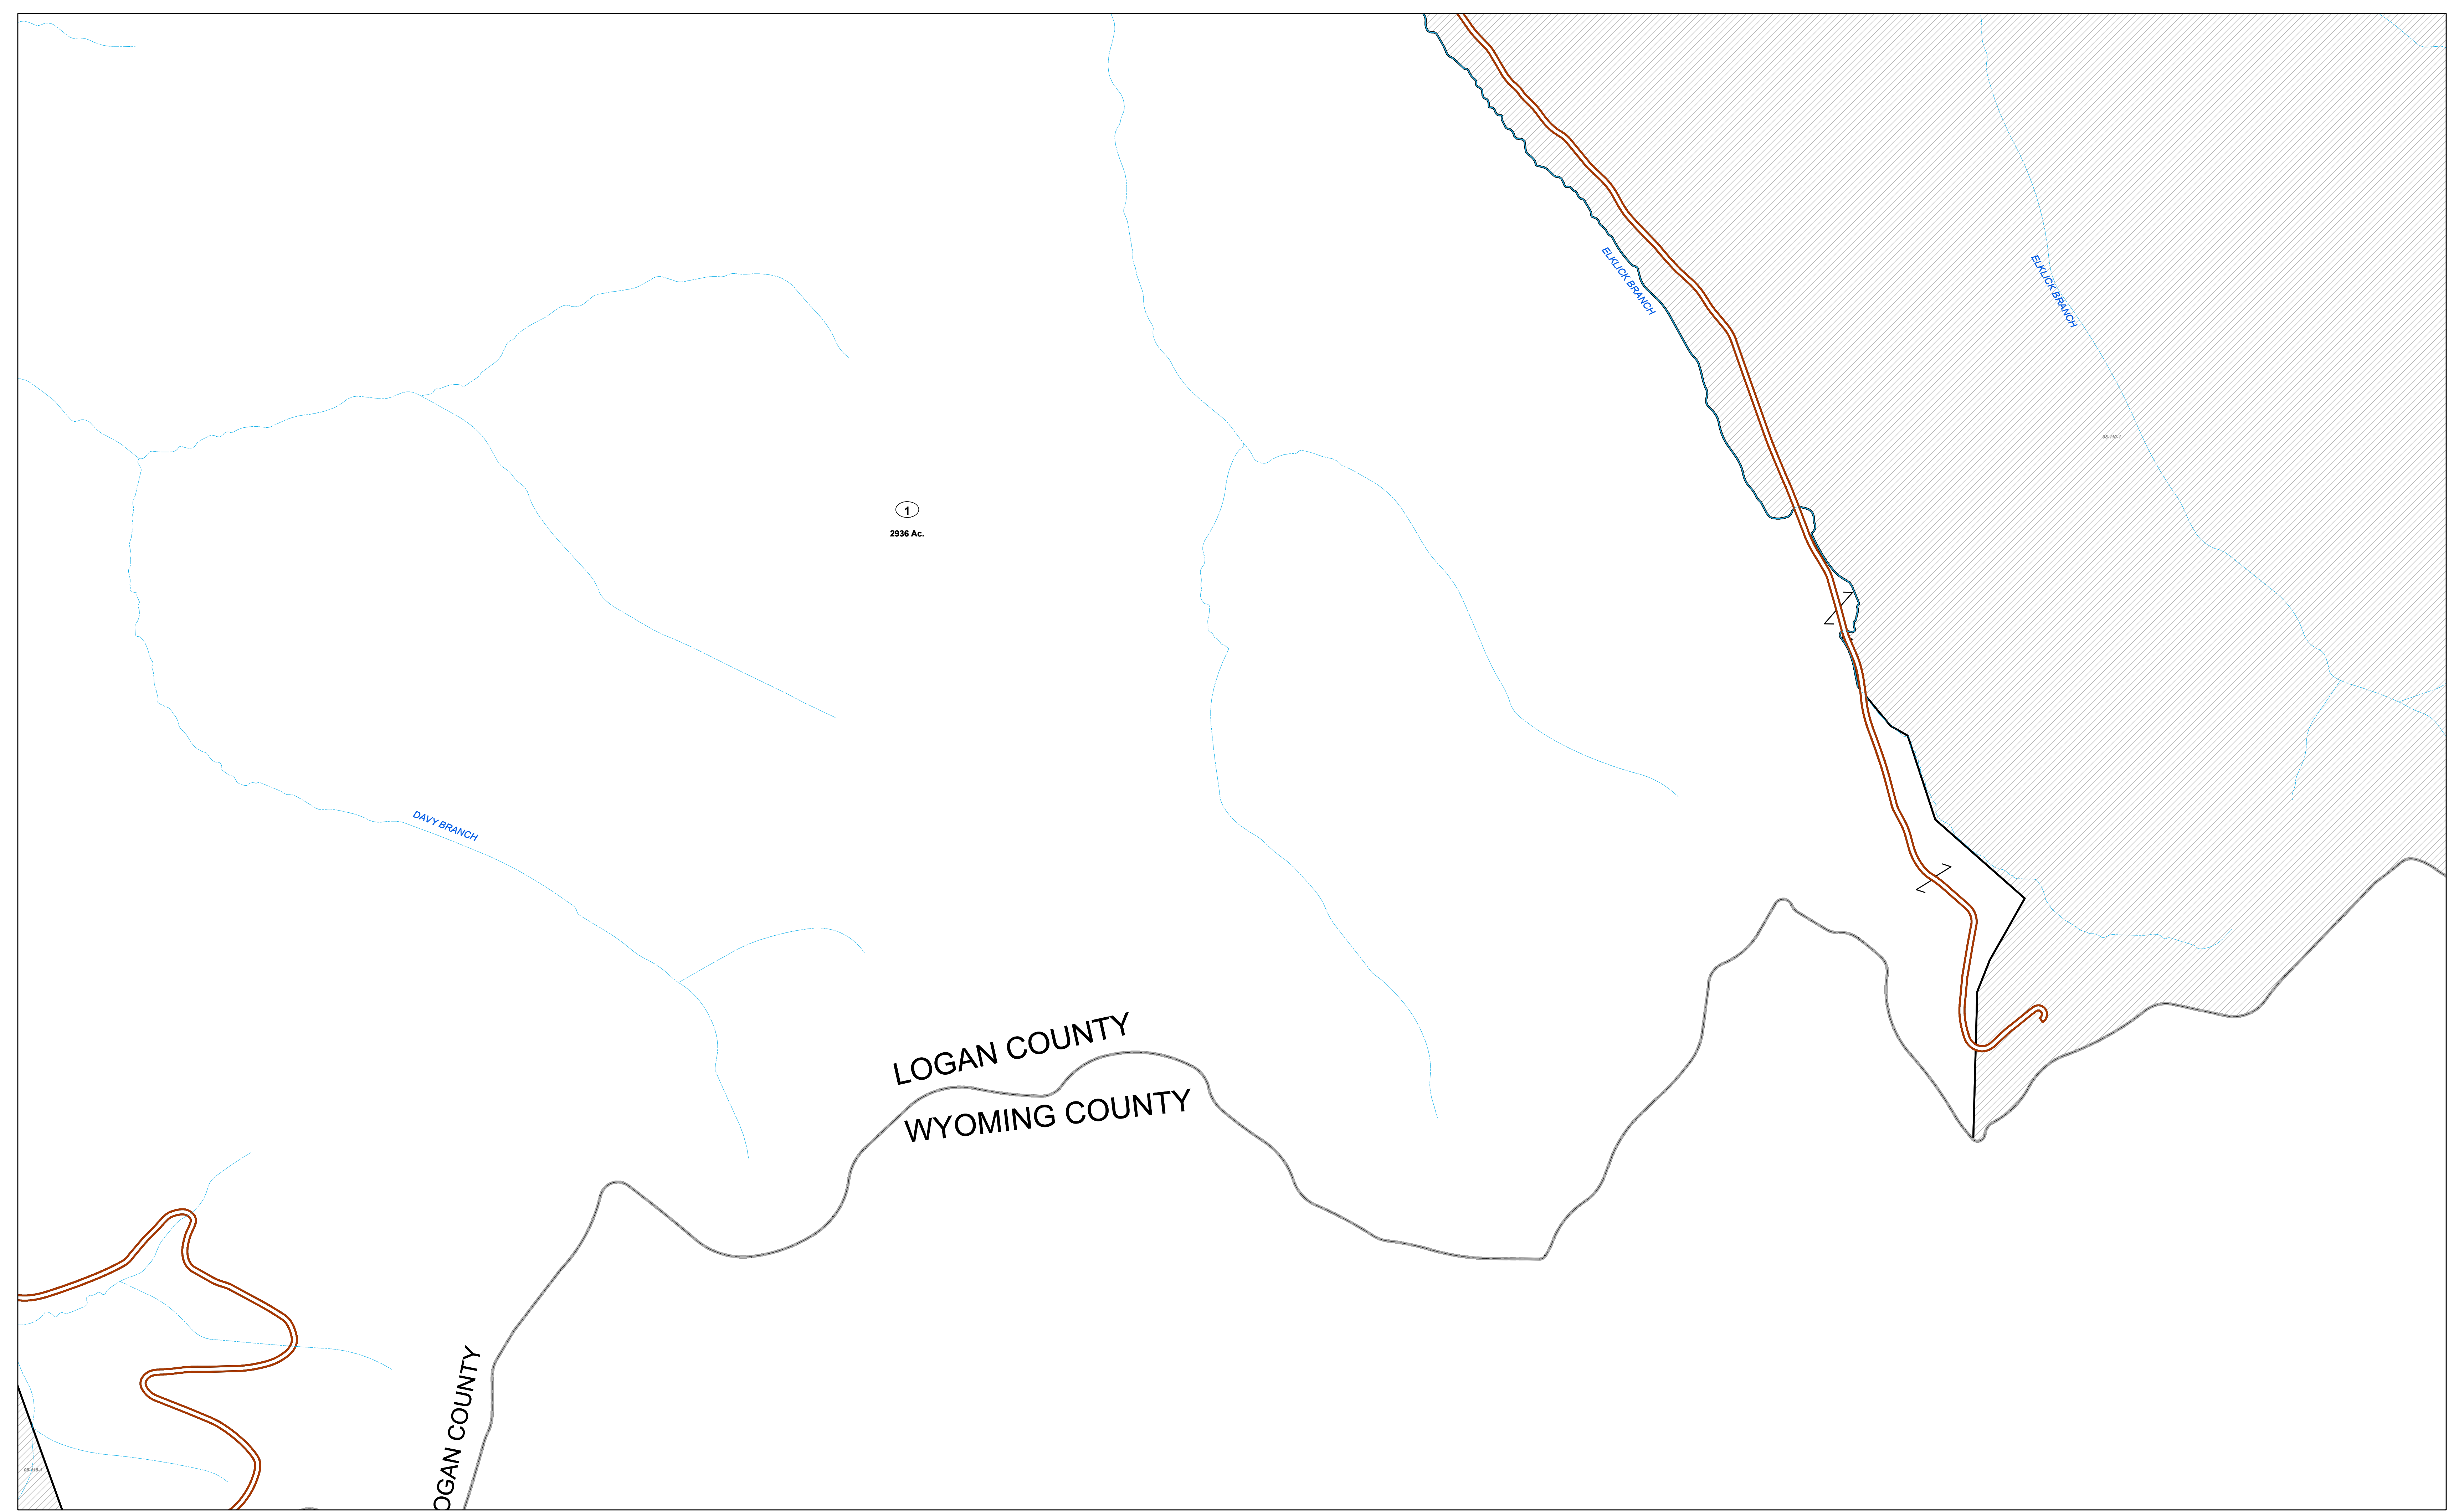 ELKLICK BRANCH
ELKLICK BRANCH
1
2936 Ac.
DAVY BRANCH
LOGAN COUNTY
WYOMING COUNTY
OGAN COUNTY